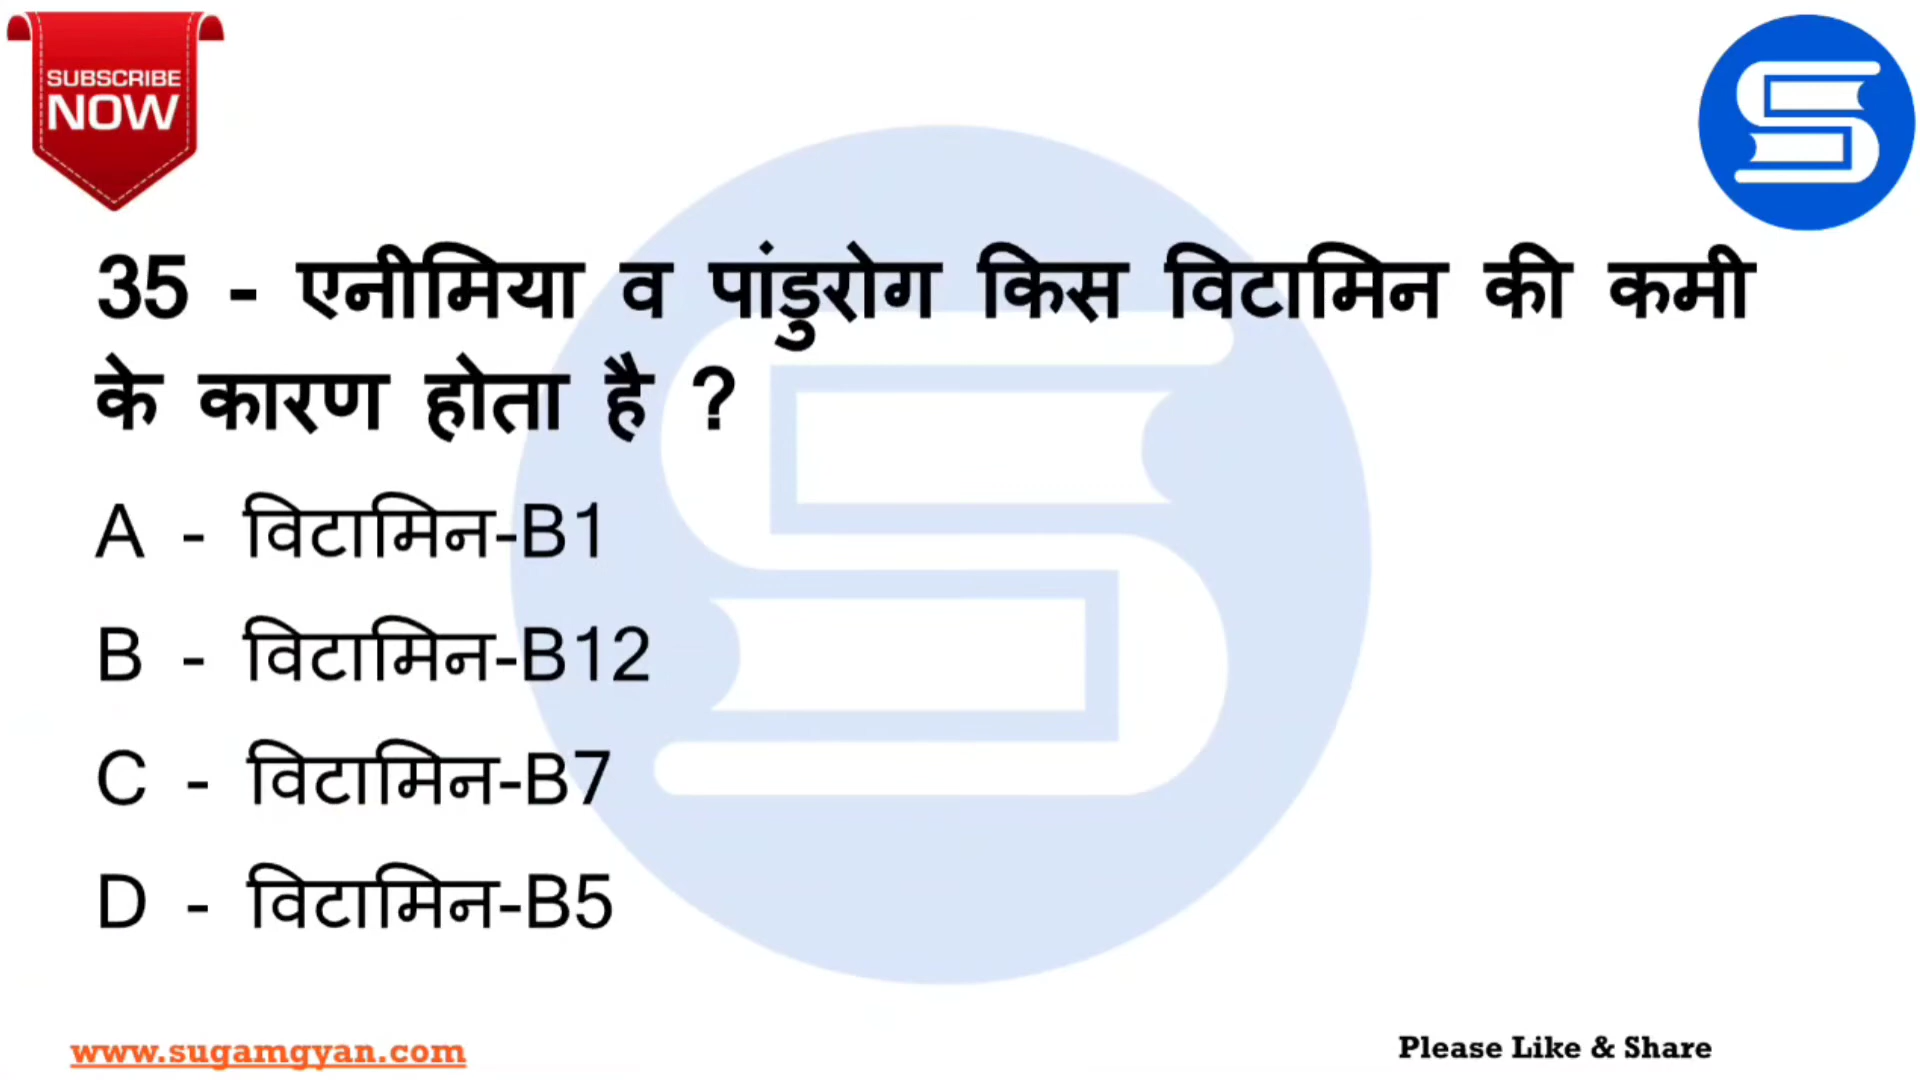 SUBSCRIBE
NOW
35 - एनीमिया व पांडुरोग किस विटामिन की कमी
के कारण होता है ?
A - विटामिन-B1
B - विटामिन-B12
C - विटामिन-B7
D - विटामिन-B5
www.sugamgyan.com
Please Like & Share